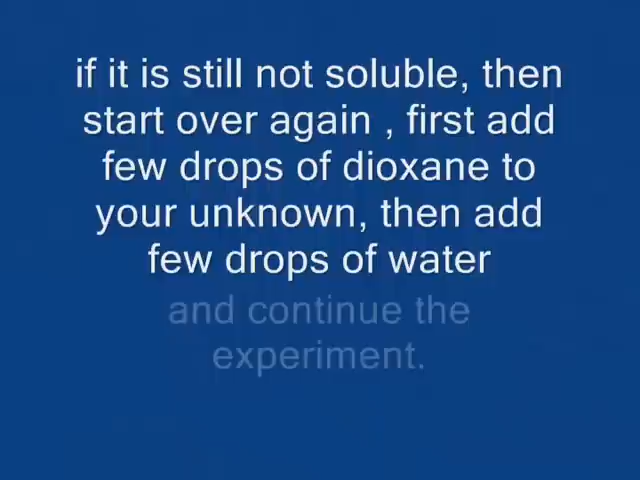 if it is still not soluble, then
start over again , first add
few drops of dioxane to
your unknown, then add
few drops of water
and continue the
experiment.